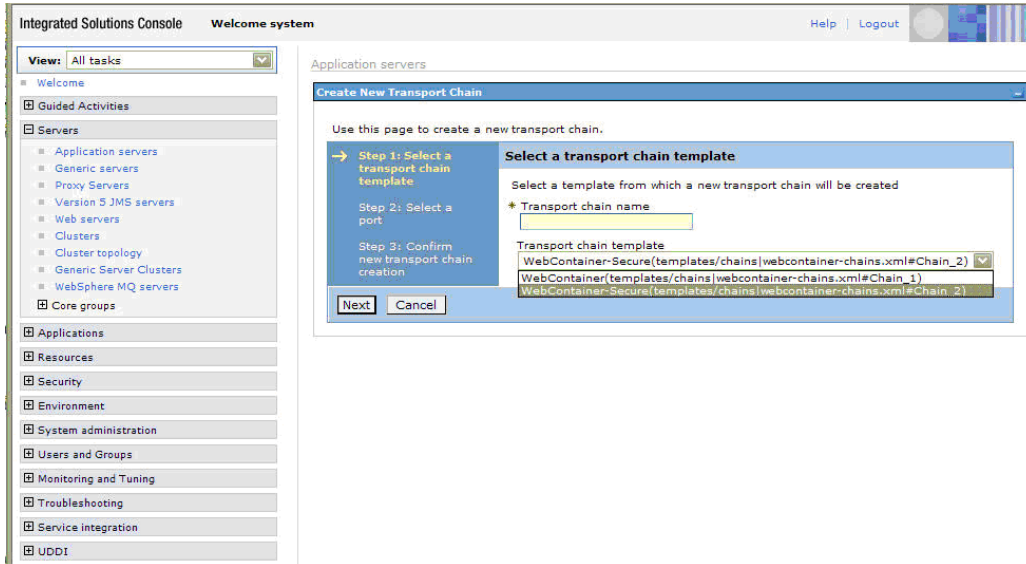 Integrated Solutions Console Welcome system
Help | Logout
View: All tasks
Welcome
Guided Activities
Servers
Application servers
Generic servers
Proxy Servers
Version 5 JMS servers
Web servers
Clusters
Cluster topology
Generic Server Clusters
WebSphere MQ servers
Core groups
Applications
Resources
Security
Environment
System administration
Users and Groups
Monitoring and Tuning
Troubleshooting
Service integration
UDDI
Application servers
Create New Transport Chain
Use this page to create a new transport chain.
Step 1: Select a
transport chain
template
Step 2: Select a
port
Step 3: Confirm
new transport chain
creation
Select a transport chain template
Select a template from which a new transport chain will be created
* Transport chain name
Transport chain template
WebContainer-Secure(templates/chains|webcontainer-chains.xml#Chain_2)
WebContainer(templates/chains|webcontainer-chains.xml#Chain_1)
WebContainer-Secure(templates/chains|webcontainer-chains.xml#Chain_2)
Next Cancel